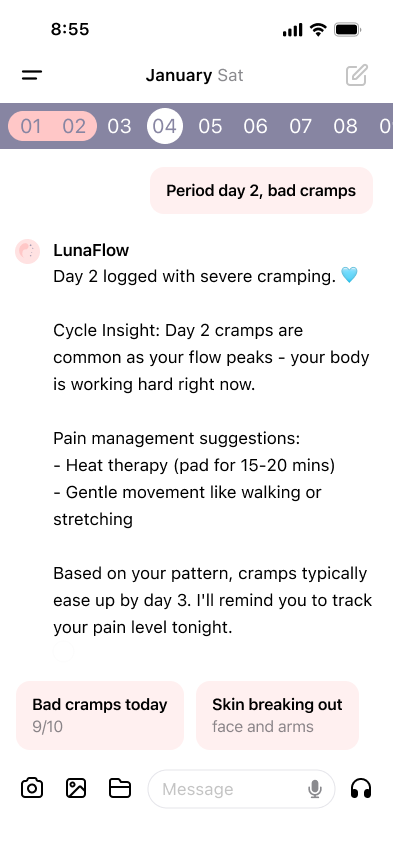 8:55
January Sat
01 02 03 04 05 06 07 08
Period day 2, bad cramps
LunaFlow
Day 2 logged with severe cramping. 🩵
Cycle Insight: Day 2 cramps are
common as your flow peaks - your body
is working hard right now.
Pain management suggestions:
- Heat therapy (pad for 15-20 mins)
- Gentle movement like walking or
stretching
Based on your pattern, cramps typically
ease up by day 3. I'll remind you to track
your pain level tonight.
Bad cramps today
9/10
Skin breaking out
face and arms
Message